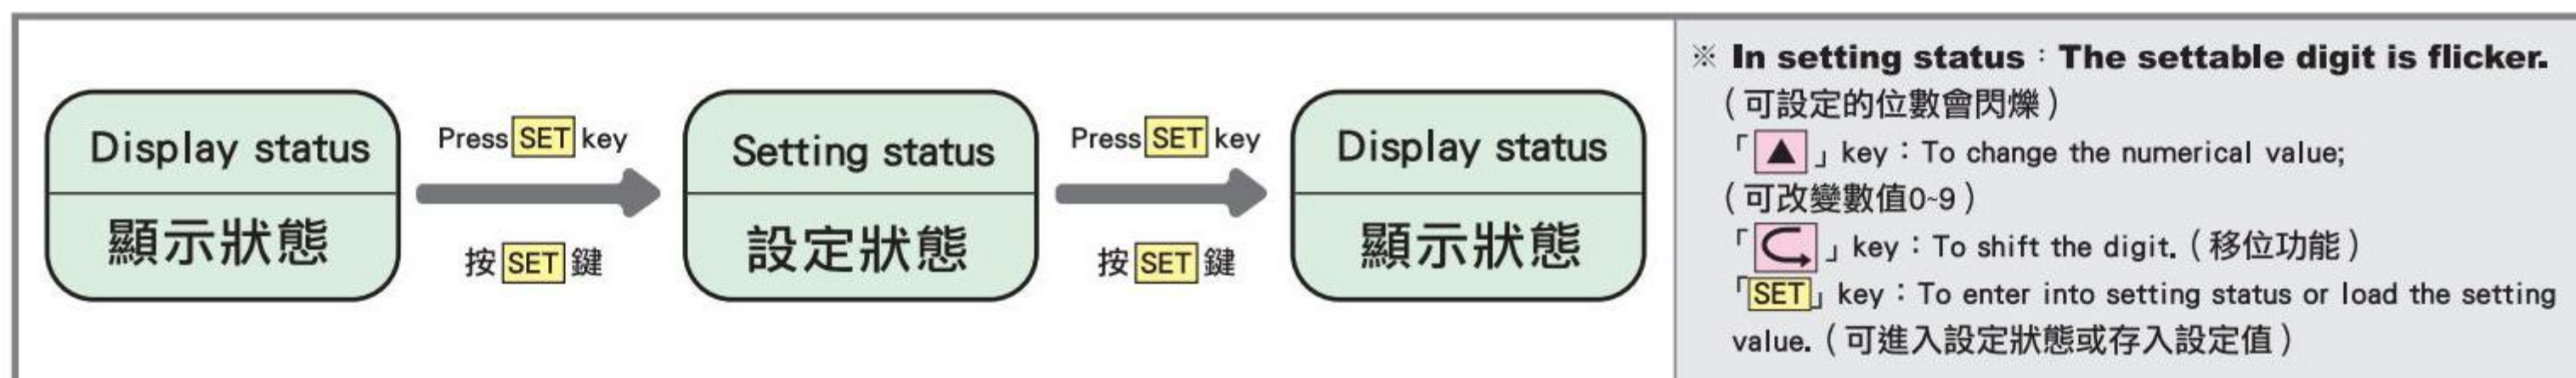 Display status
顯示狀態
Press SET key
按 SET 鍵
Setting status
設定狀態
Press SET key
按 SET 鍵
Display status
顯示狀態
※ In setting status：The settable digit is flicker.
（可設定的位數會閃爍）
「▲」key：To change the numerical value;
（可改變數值0~9）
「」key：To shift the digit.（移位功能）
「SET」key：To enter into setting status or load the setting
value.（可進入設定狀態或存入設定值）